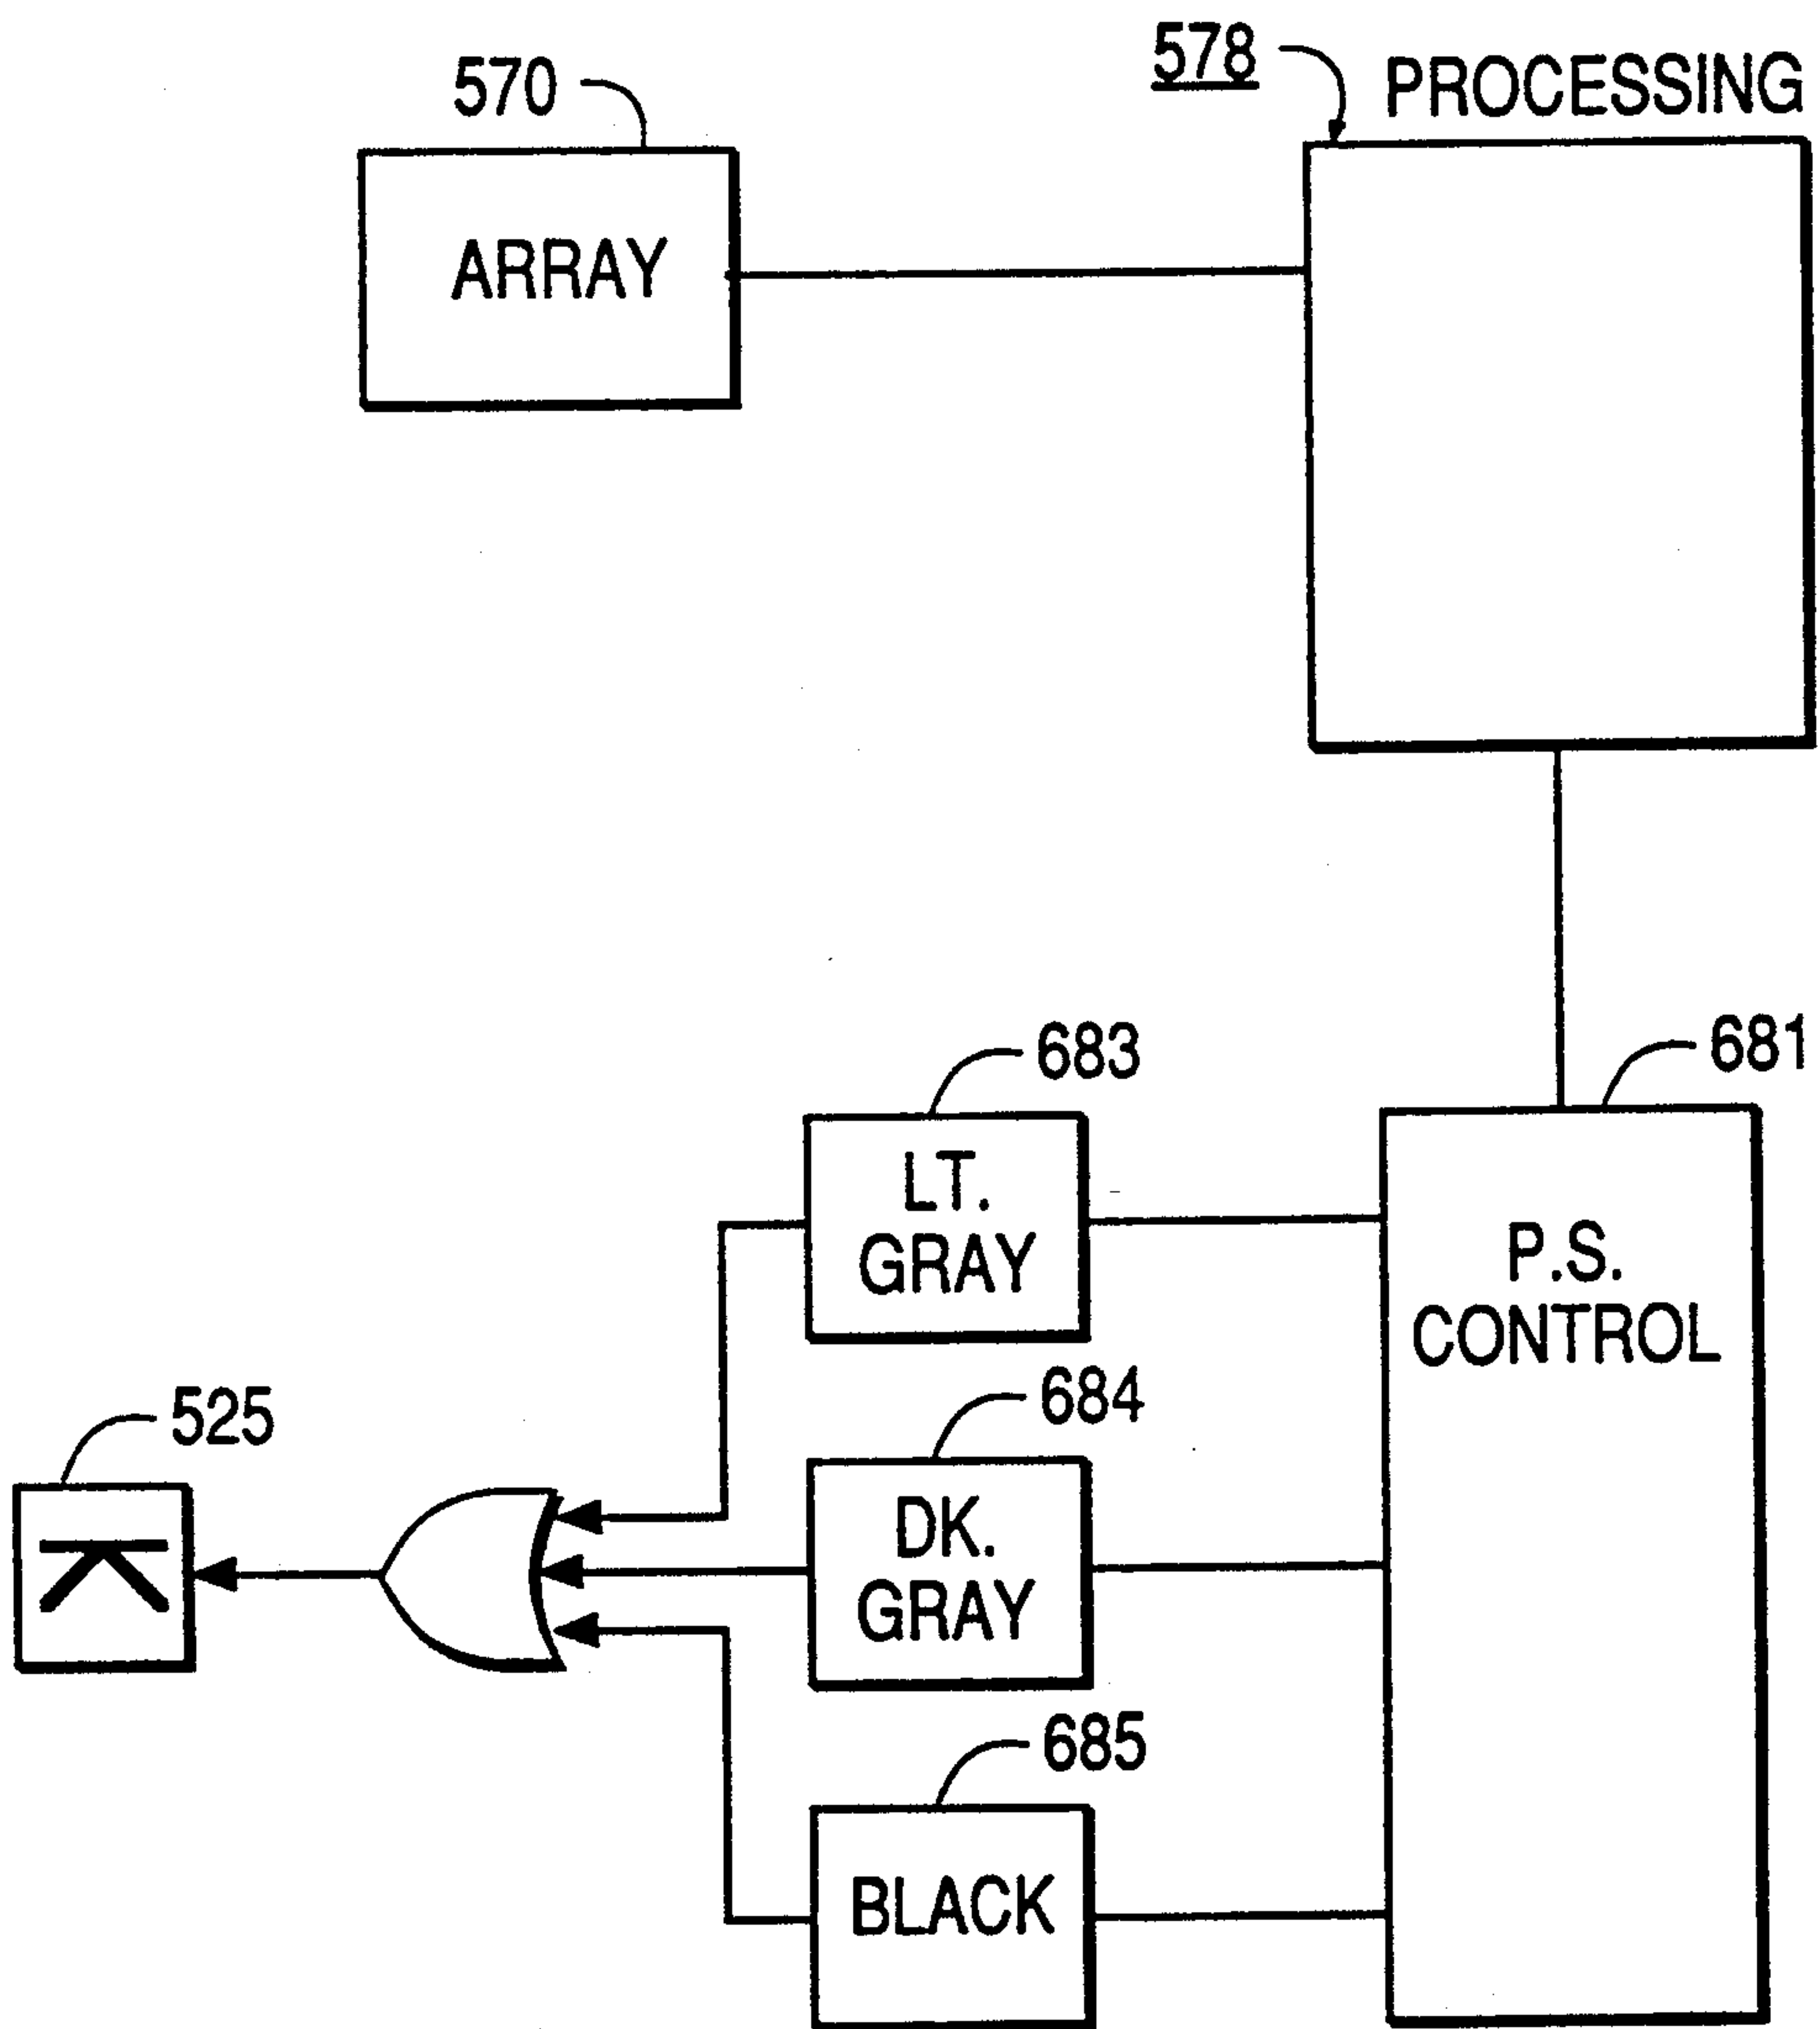 578
570
PROCESSING
ARRAY
683
681
LT.
GRAY
P.S.
CONTROL
684
525
K
DK.
GRAY
685
BLACK